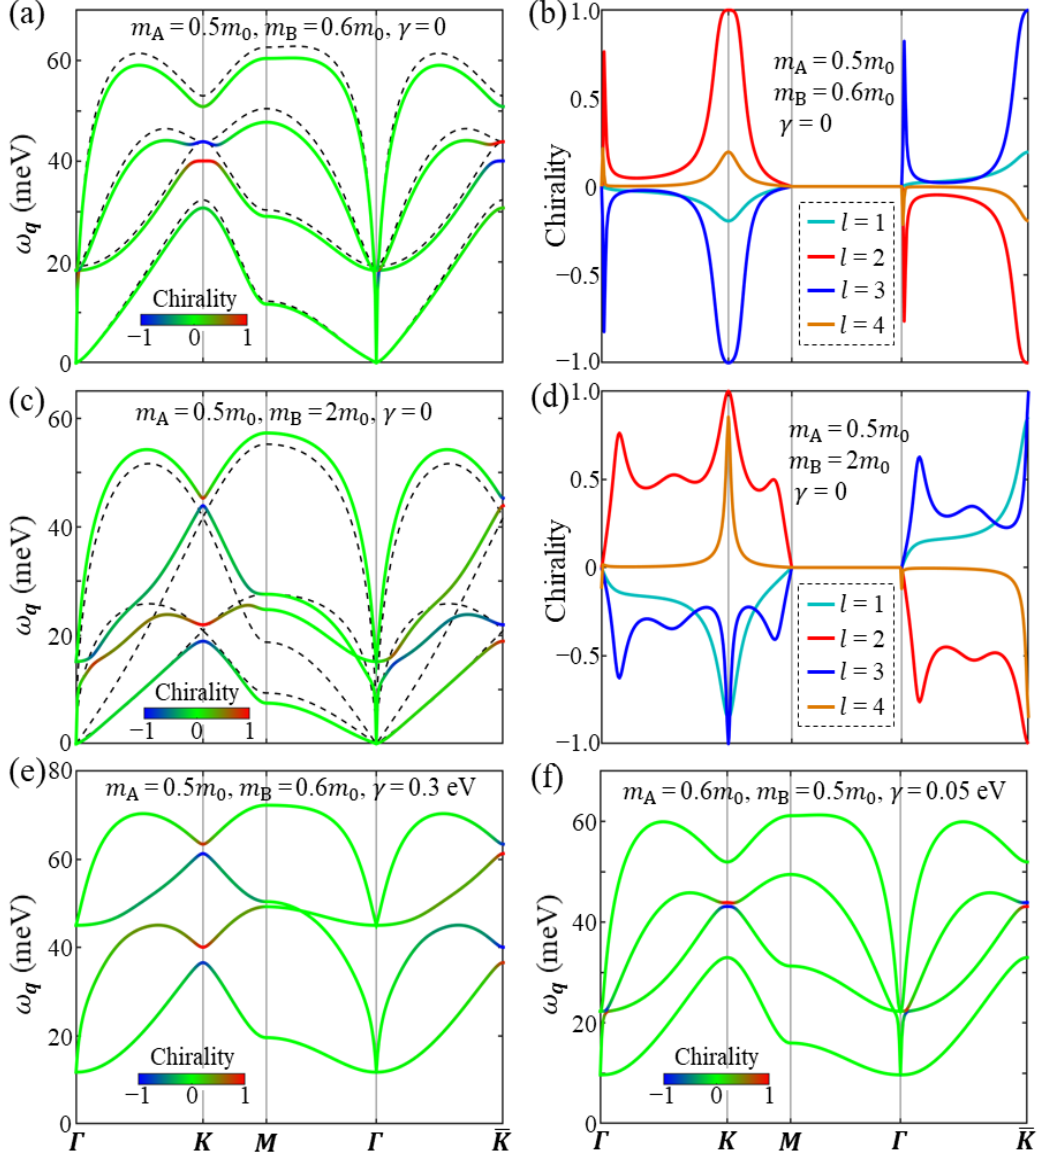 (a)
m_A = 0.5m_0, m_B = 0.6m_0, γ = 0
60
40
20
0
ω_q (meV)
Chirality
−1 0 1
(b)
1.0
0.5
0
−0.5
−1.0
Chirality
m_A = 0.5m_0
m_B = 0.6m_0
γ = 0
l = 1
l = 2
l = 3
l = 4
(c)
m_A = 0.5m_0, m_B = 2m_0, γ = 0
60
40
20
0
ω_q (meV)
Chirality
−1 0 1
(d)
1.0
0.5
0
−0.5
−1.0
Chirality
m_A = 0.5m_0
m_B = 2m_0
γ = 0
l = 1
l = 2
l = 3
l = 4
(e)
m_A = 0.5m_0, m_B = 0.6m_0, γ = 0.3 eV
80
60
40
20
0
ω_q (meV)
Chirality
−1 0 1
Γ K M Γ K̅
(f)
m_A = 0.6m_0, m_B = 0.5m_0, γ = 0.05 eV
60
40
20
0
ω_q (meV)
Chirality
−1 0 1
Γ K M Γ K̅